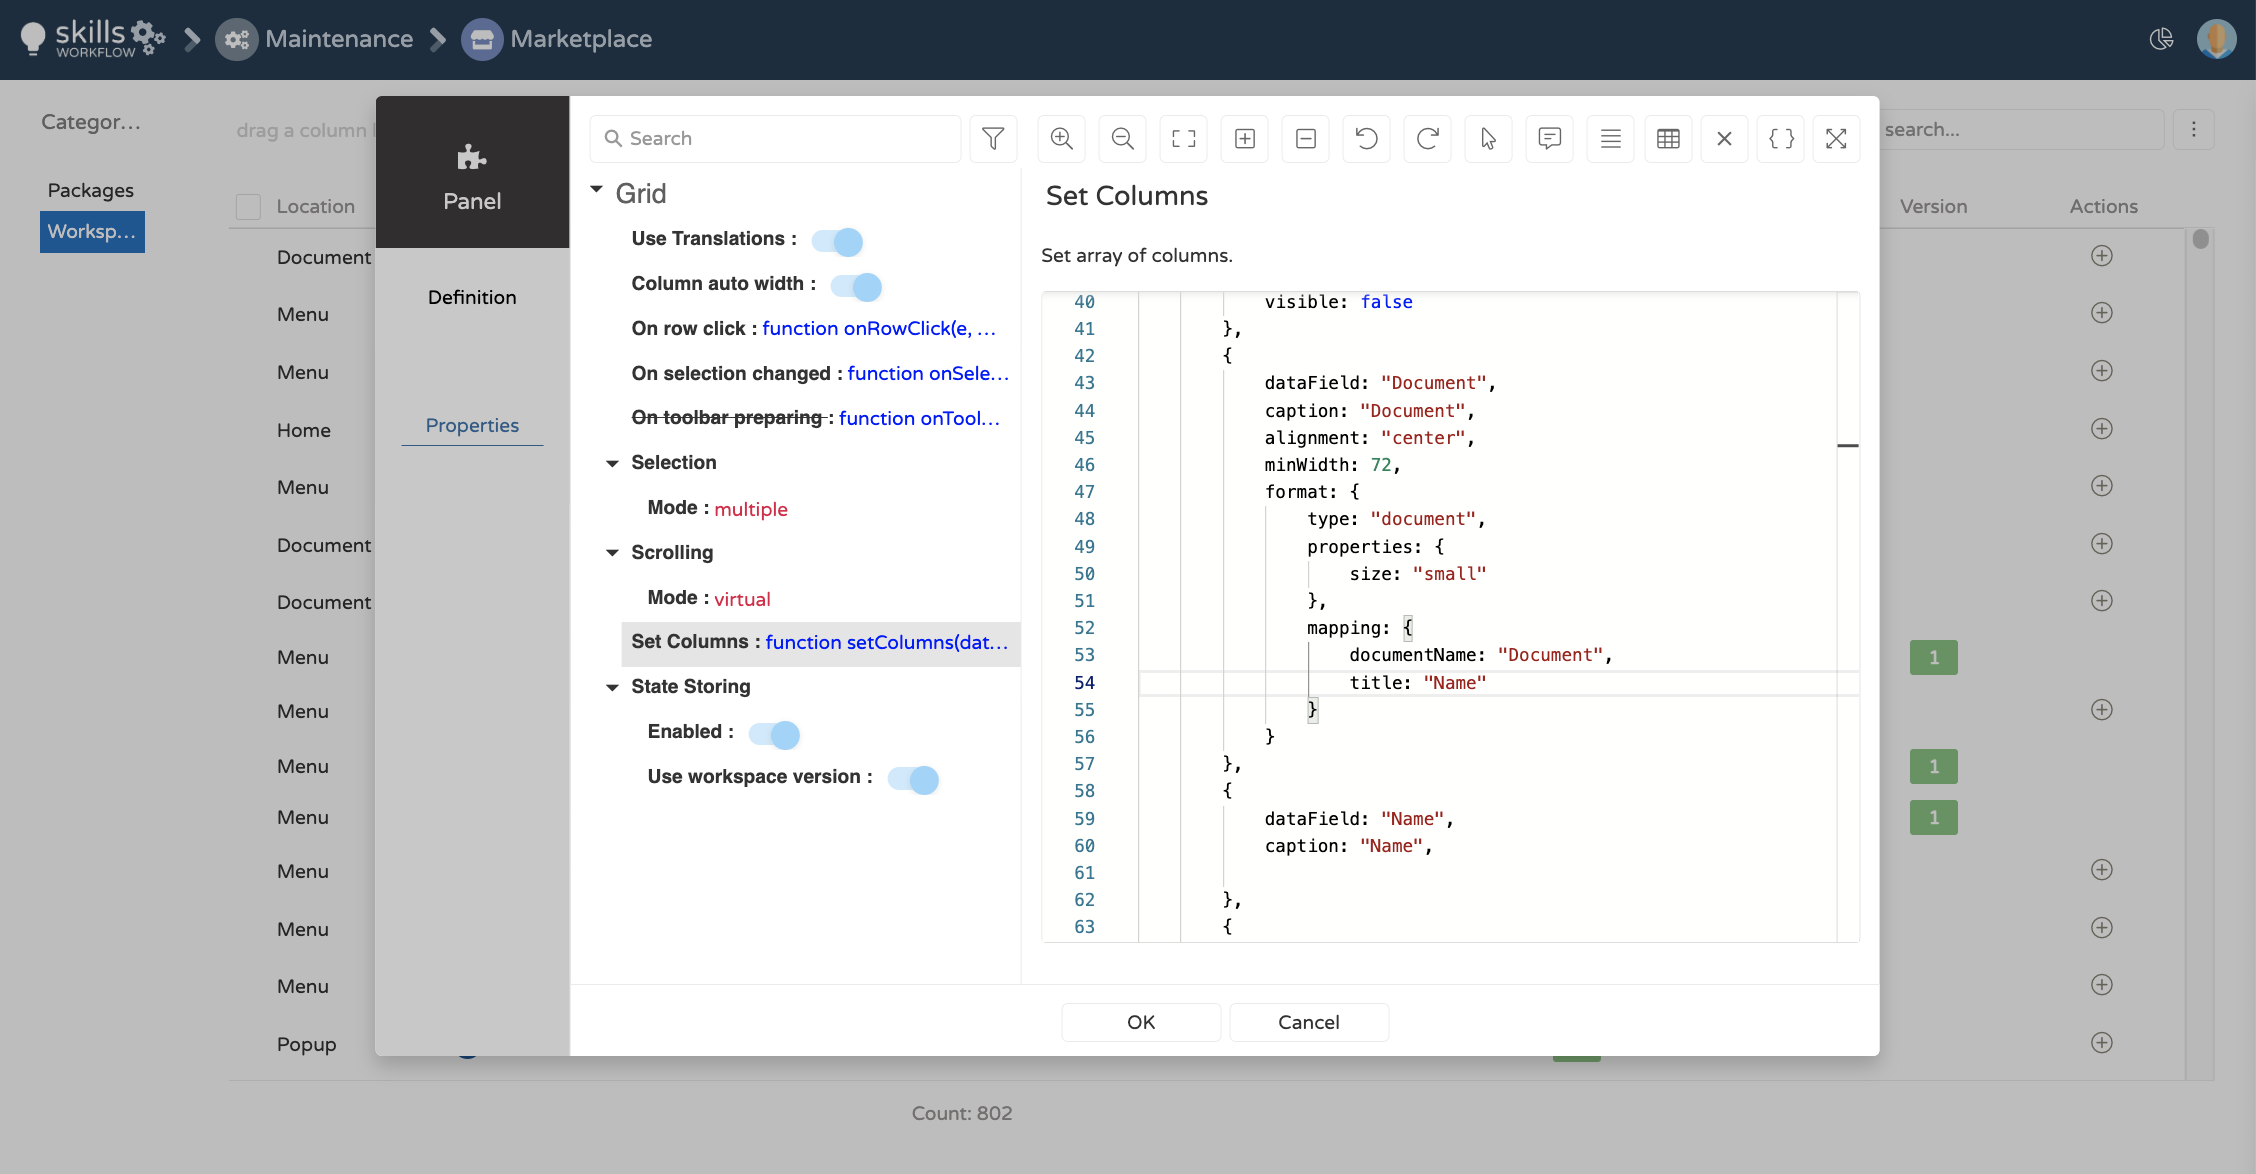 skills WORKFLOW Maintenance Marketplace
Categor...
Packages
Worksp...
drag a column
search...
Location
Version
Actions
Document
Menu
Menu
Home
Menu
Document
Document
Menu
1
Menu
Menu
1
Menu
1
Menu
Menu
Menu
Popup
Count: 802
Panel
Definition
Properties
Search
Grid
Use Translations :
Column auto width :
On row click : function onRowClick(e, ...
On selection changed : function onSele...
On toolbar preparing : function onTool...
Selection
Mode : multiple
Scrolling
Mode : virtual
Set Columns : function setColumns(dat...
State Storing
Enabled :
Use workspace version :
Set Columns
Set array of columns.
40 visible: false
41 },
42 {
43 dataField: "Document",
44 caption: "Document",
45 alignment: "center",
46 minWidth: 72,
47 format: {
48 type: "document",
49 properties: {
50 size: "small"
51 },
52 mapping: {
53 documentName: "Document",
54 title: "Name"
55 }
56 }
57 },
58 {
59 dataField: "Name",
60 caption: "Name",
61
62 },
63 {
OK
Cancel